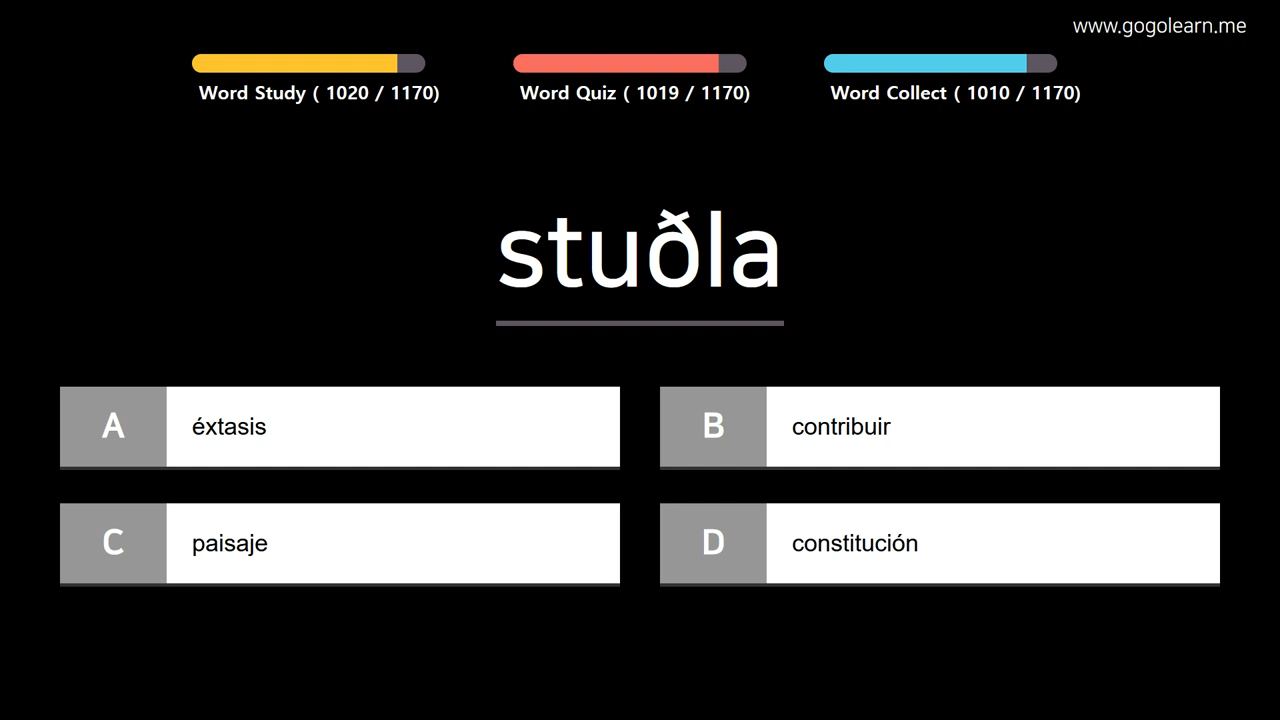 www.gogolearn.me
Word Study ( 1020 / 1170)
Word Quiz ( 1019 / 1170)
Word Collect ( 1010 / 1170)
stuðla
A éxtasis
B contribuir
C paisaje
D constitución